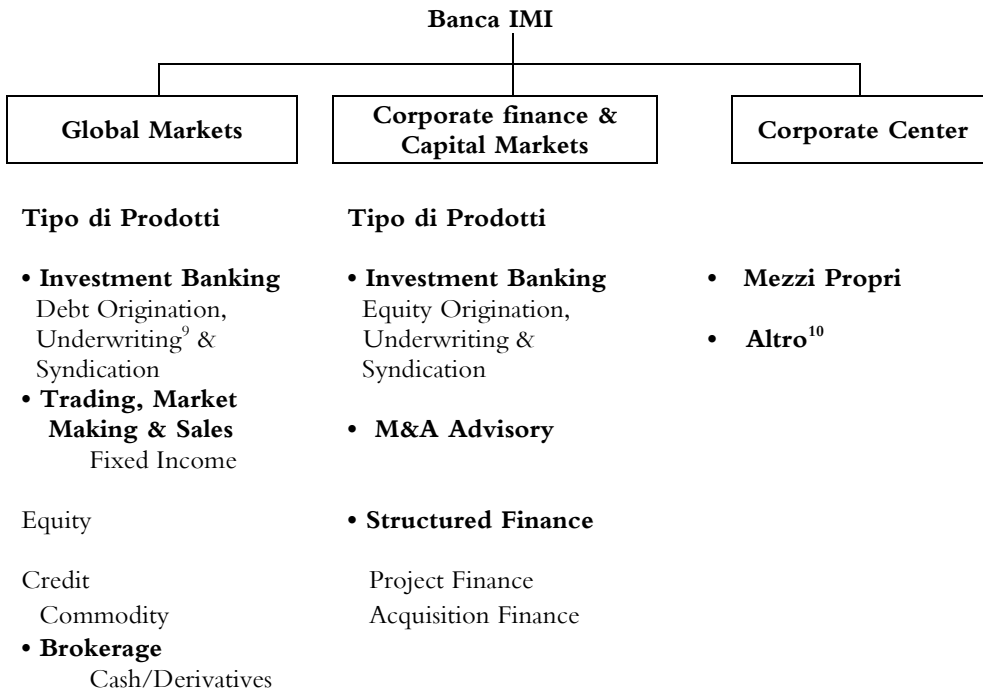 Banca IMI
Global Markets
Corporate finance &
Capital Markets
Corporate Center
Tipo di Prodotti
• Investment Banking
Debt Origination,
Underwriting9 &
Syndication
• Trading, Market
Making & Sales
Fixed Income
Equity
Credit
Commodity
• Brokerage
Cash/Derivatives
Tipo di Prodotti
• Investment Banking
Equity Origination,
Underwriting &
Syndication
• M&A Advisory
• Structured Finance
Project Finance
Acquisition Finance
• Mezzi Propri
• Altro10